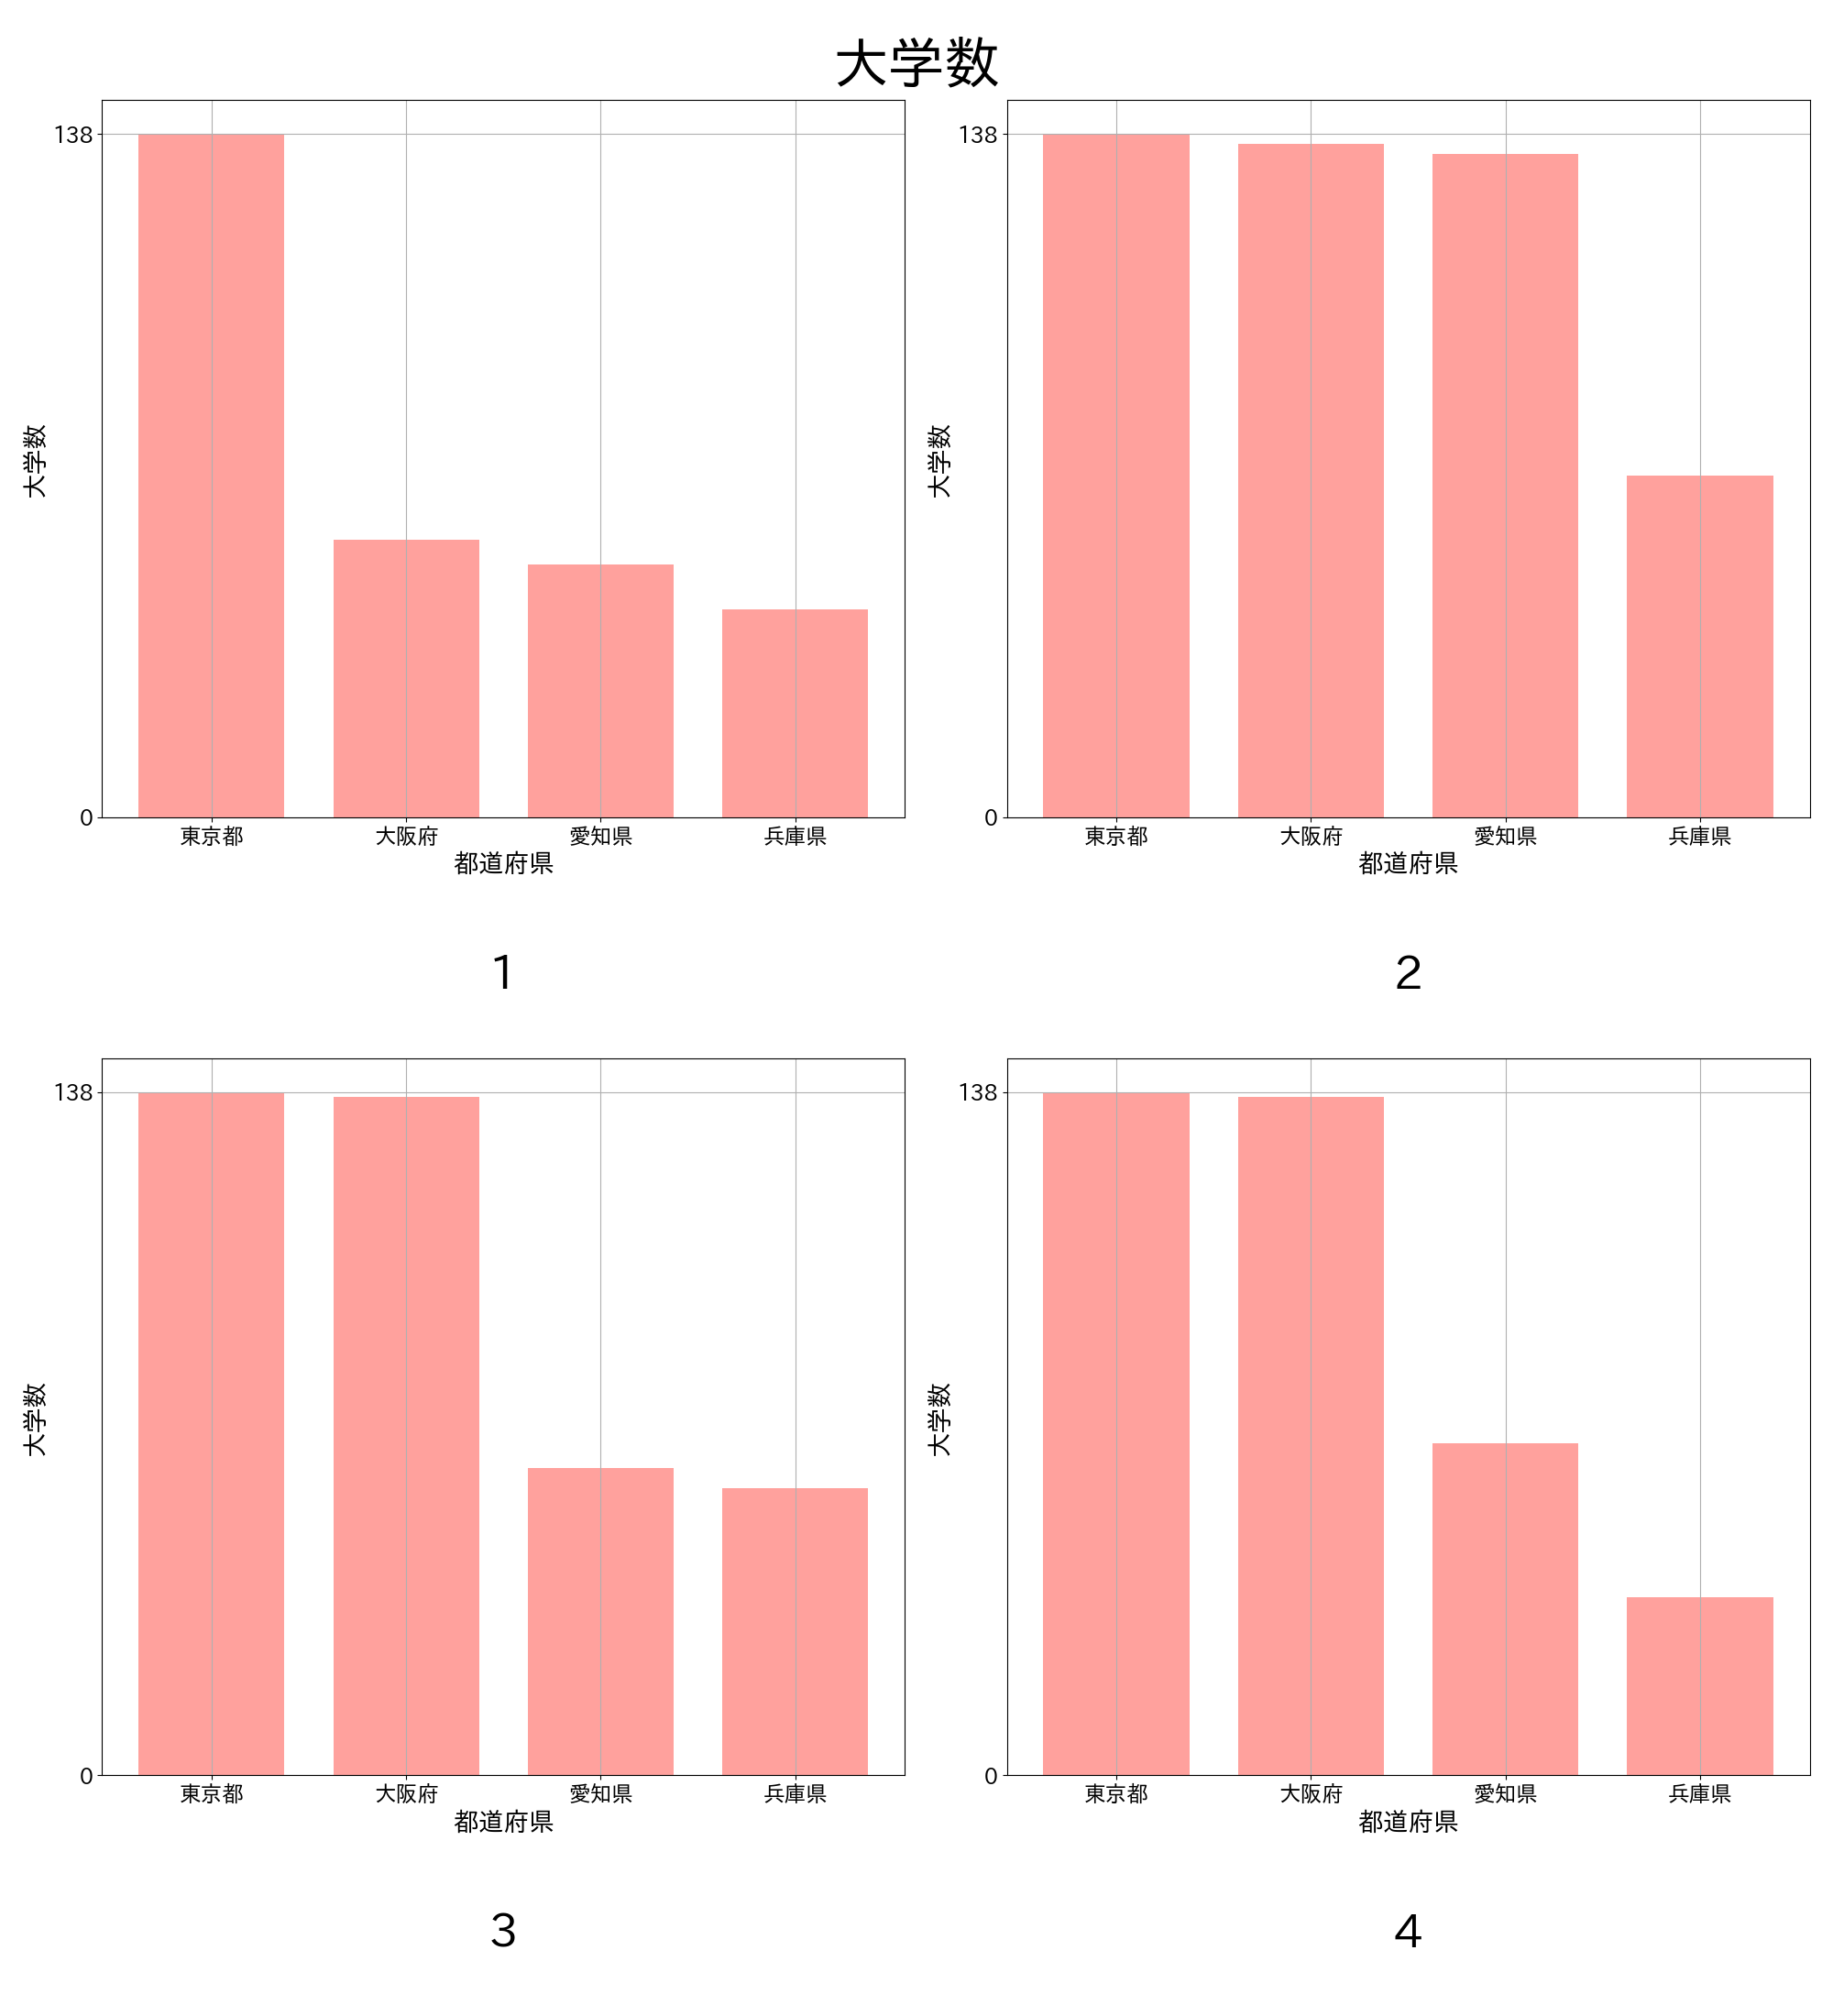 大学数
138
0
大学数
東京都 大阪府 愛知県 兵庫県
都道府県
1
138
0
大学数
東京都 大阪府 愛知県 兵庫県
都道府県
2
138
0
大学数
東京都 大阪府 愛知県 兵庫県
都道府県
3
138
0
大学数
東京都 大阪府 愛知県 兵庫県
都道府県
4